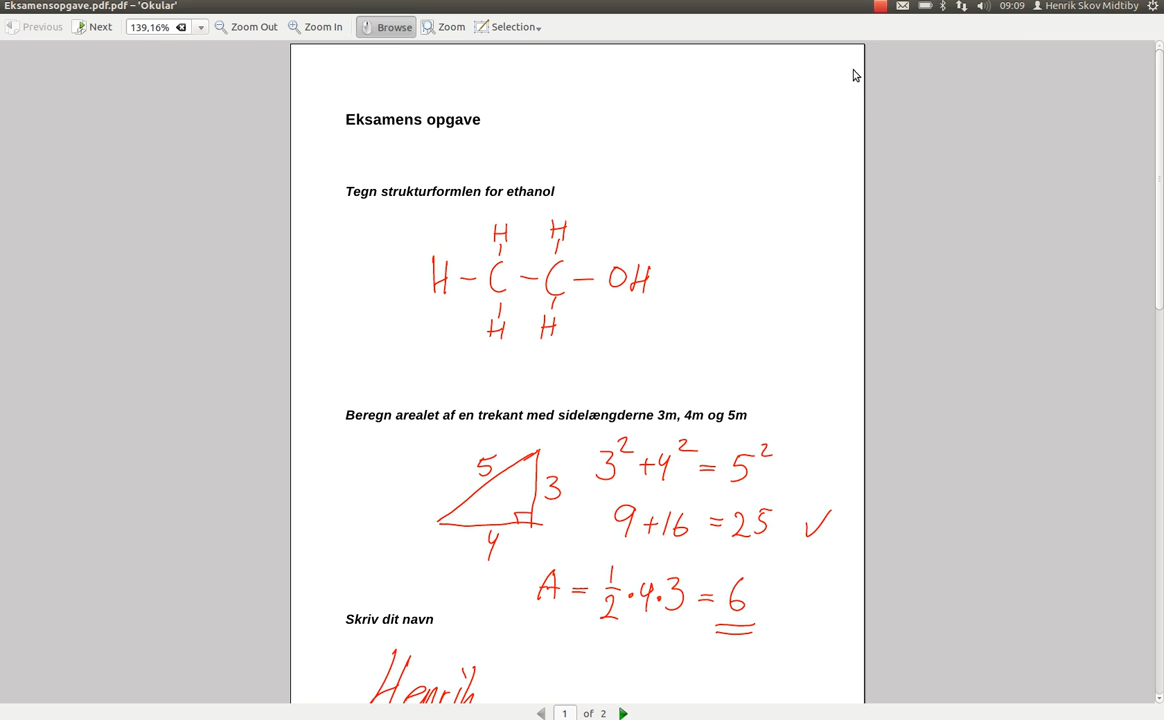 Eksamensopgave.pdf.pdf – 'Okular'
09:09 Henrik Skov Midtiby
Previous Next 139,16% Zoom Out Zoom In Browse Zoom Selection
Eksamens opgave
Tegn strukturformlen for ethanol
H H
H – C – C – OH
H H
Beregn arealet af en trekant med sidelængderne 3m, 4m og 5m
5 3² + 4² = 5²
3
9 + 16 = 25 ✓
4
A = 1/2 · 4 · 3 = 6
Skriv dit navn
Henrik
1 of 2